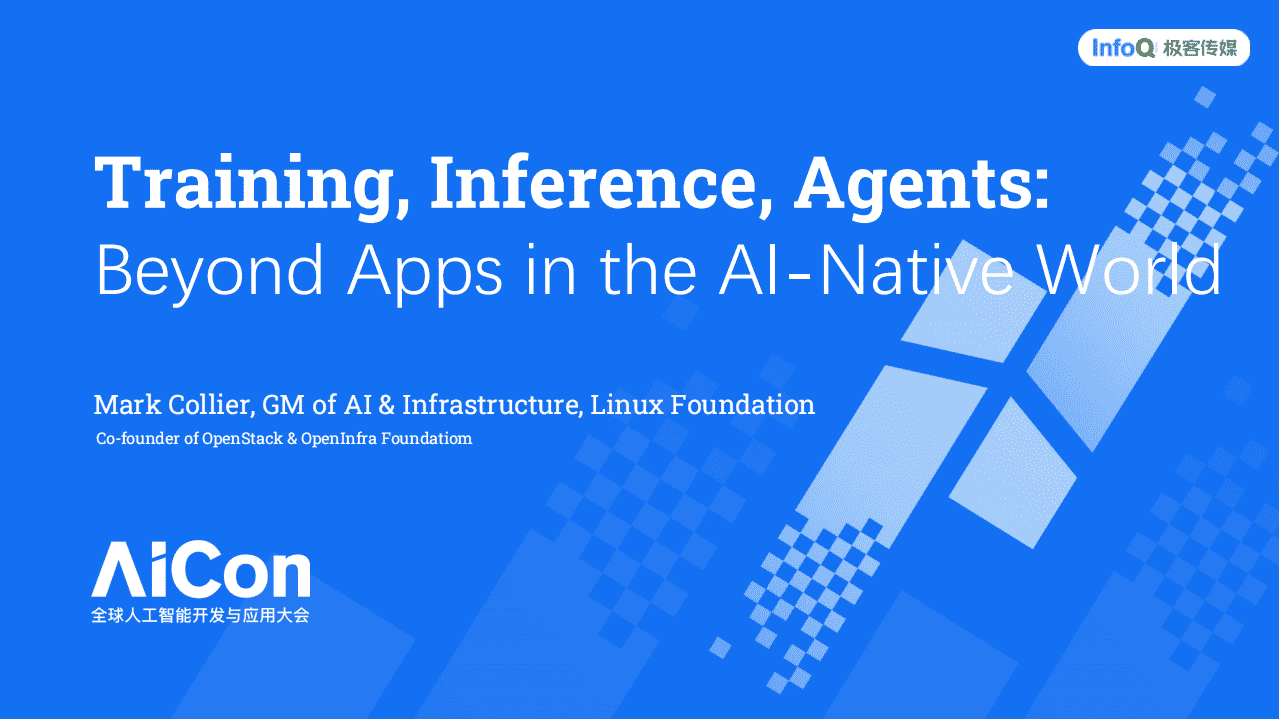 InfoQ 极客传媒
Training, Inference, Agents:
Beyond Apps in the AI-Native World
Mark Collier, GM of AI & Infrastructure, Linux Foundation
Co-founder of OpenStack & OpenInfra Foundatiom
AiCon
全球人工智能开发与应用大会